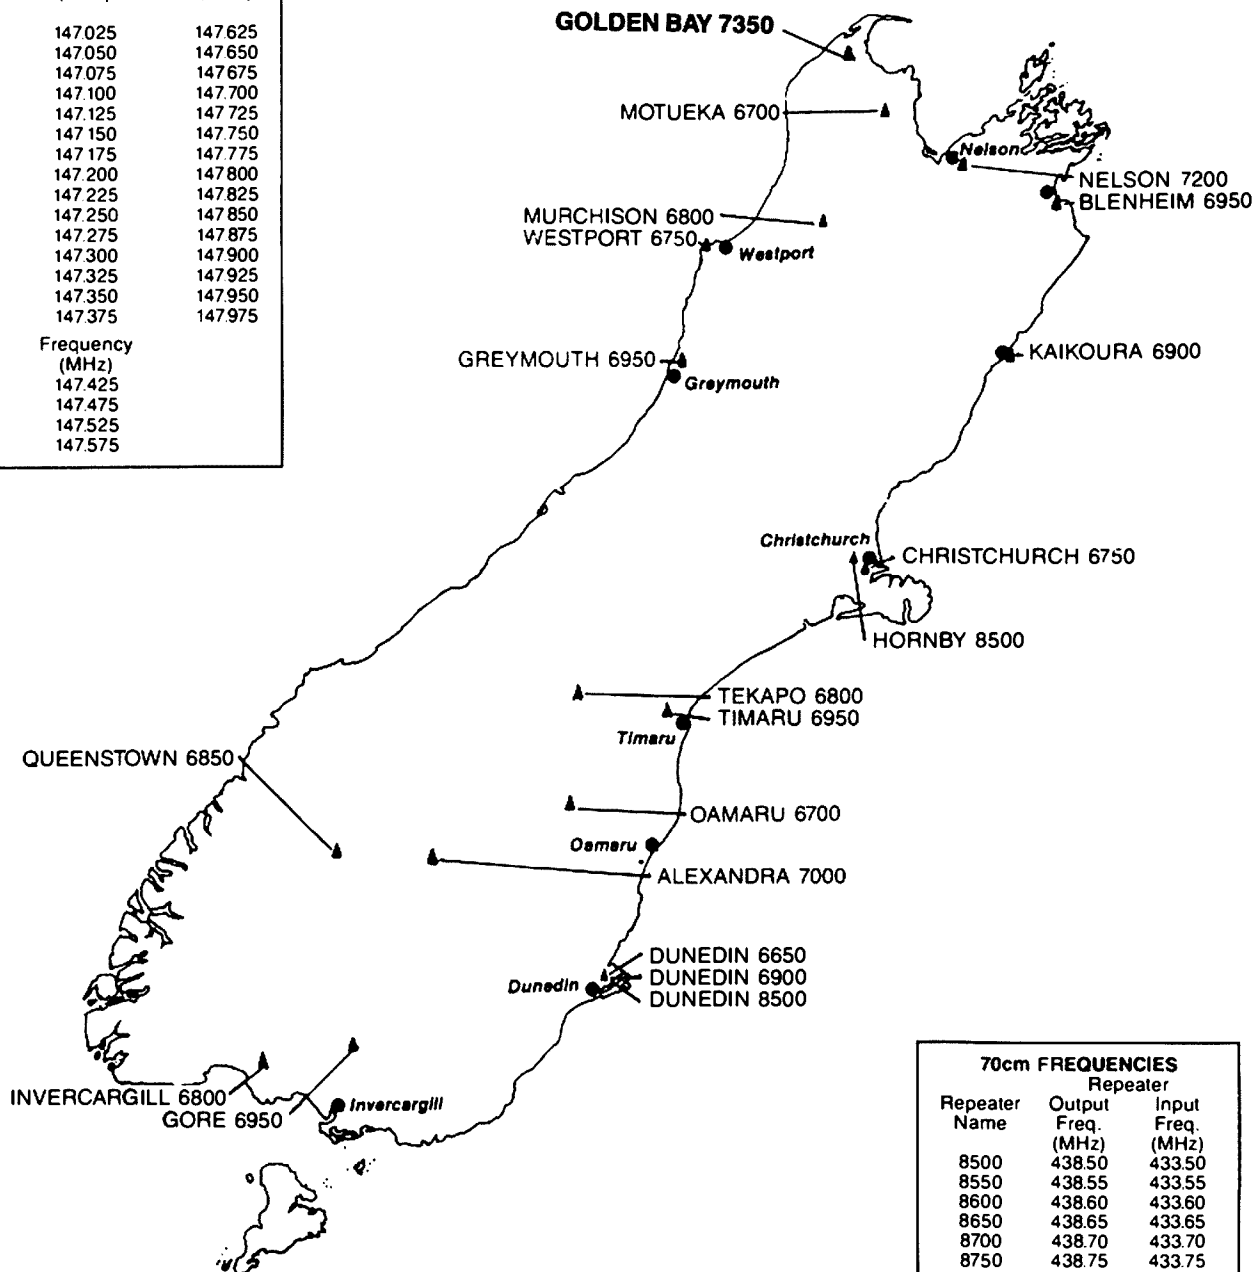 147.025 147.625
147.050 147.650
147.075 147.675
147.100 147.700
147.125 147.725
147.150 147.750
147.175 147.775
147.200 147.800
147.225 147.825
147.250 147.850
147.275 147.875
147.300 147.900
147.325 147.925
147.350 147.950
147.375 147.975
Frequency
(MHz)
147.425
147.475
147.525
147.575
GOLDEN BAY 7350
MOTUEKA 6700
Nelson
NELSON 7200
BLENHEIM 6950
MURCHISON 6800
WESTPORT 6750
Westport
GREYMOUTH 6950
Greymouth
KAIKOURA 6900
Christchurch
CHRISTCHURCH 6750
HORNBY 8500
TEKAPO 6800
TIMARU 6950
Timaru
QUEENSTOWN 6850
OAMARU 6700
Oamaru
ALEXANDRA 7000
DUNEDIN 6650
DUNEDIN 6900
DUNEDIN 8500
Dunedin
INVERCARGILL 6800
GORE 6950
Invercargill
70cm FREQUENCIES
Repeater
Repeater Output Input
Name Freq. Freq.
(MHz) (MHz)
8500 438.50 433.50
8550 438.55 433.55
8600 438.60 433.60
8650 438.65 433.65
8700 438.70 433.70
8750 438.75 433.75